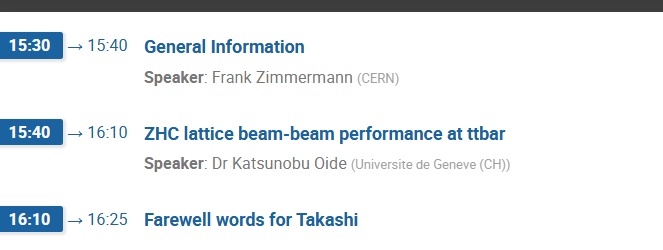 15:30 → 15:40 General Information
Speaker: Frank Zimmermann (CERN)
15:40 → 16:10 ZHC lattice beam-beam performance at ttbar
Speaker: Dr Katsunobu Oide (Universite de Geneve (CH))
16:10 → 16:25 Farewell words for Takashi